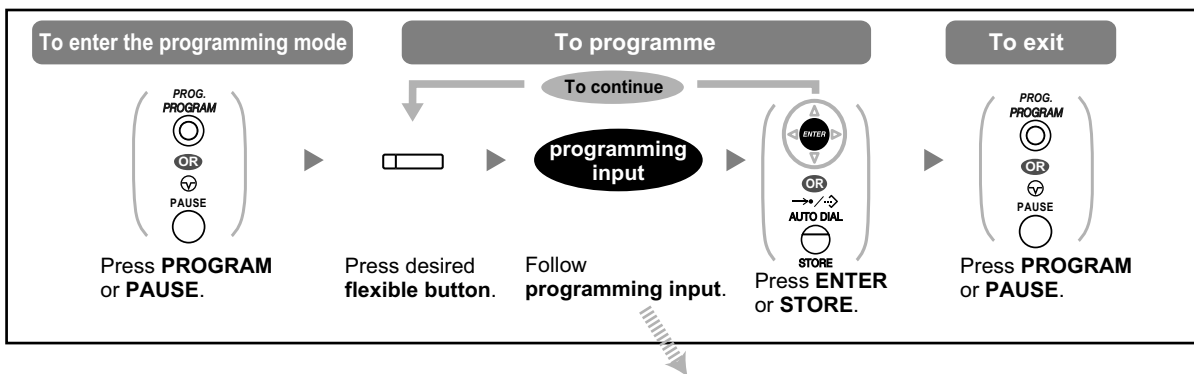 To enter the programming mode
To programme
To exit
To continue
PROG.
PROGRAM
OR
PAUSE
Press PROGRAM
or PAUSE.
Press desired
flexible button.
programming
input
Follow
programming input.
ENTER
OR
AUTO DIAL
STORE
Press ENTER
or STORE.
PROG.
PROGRAM
OR
PAUSE
Press PROGRAM
or PAUSE.